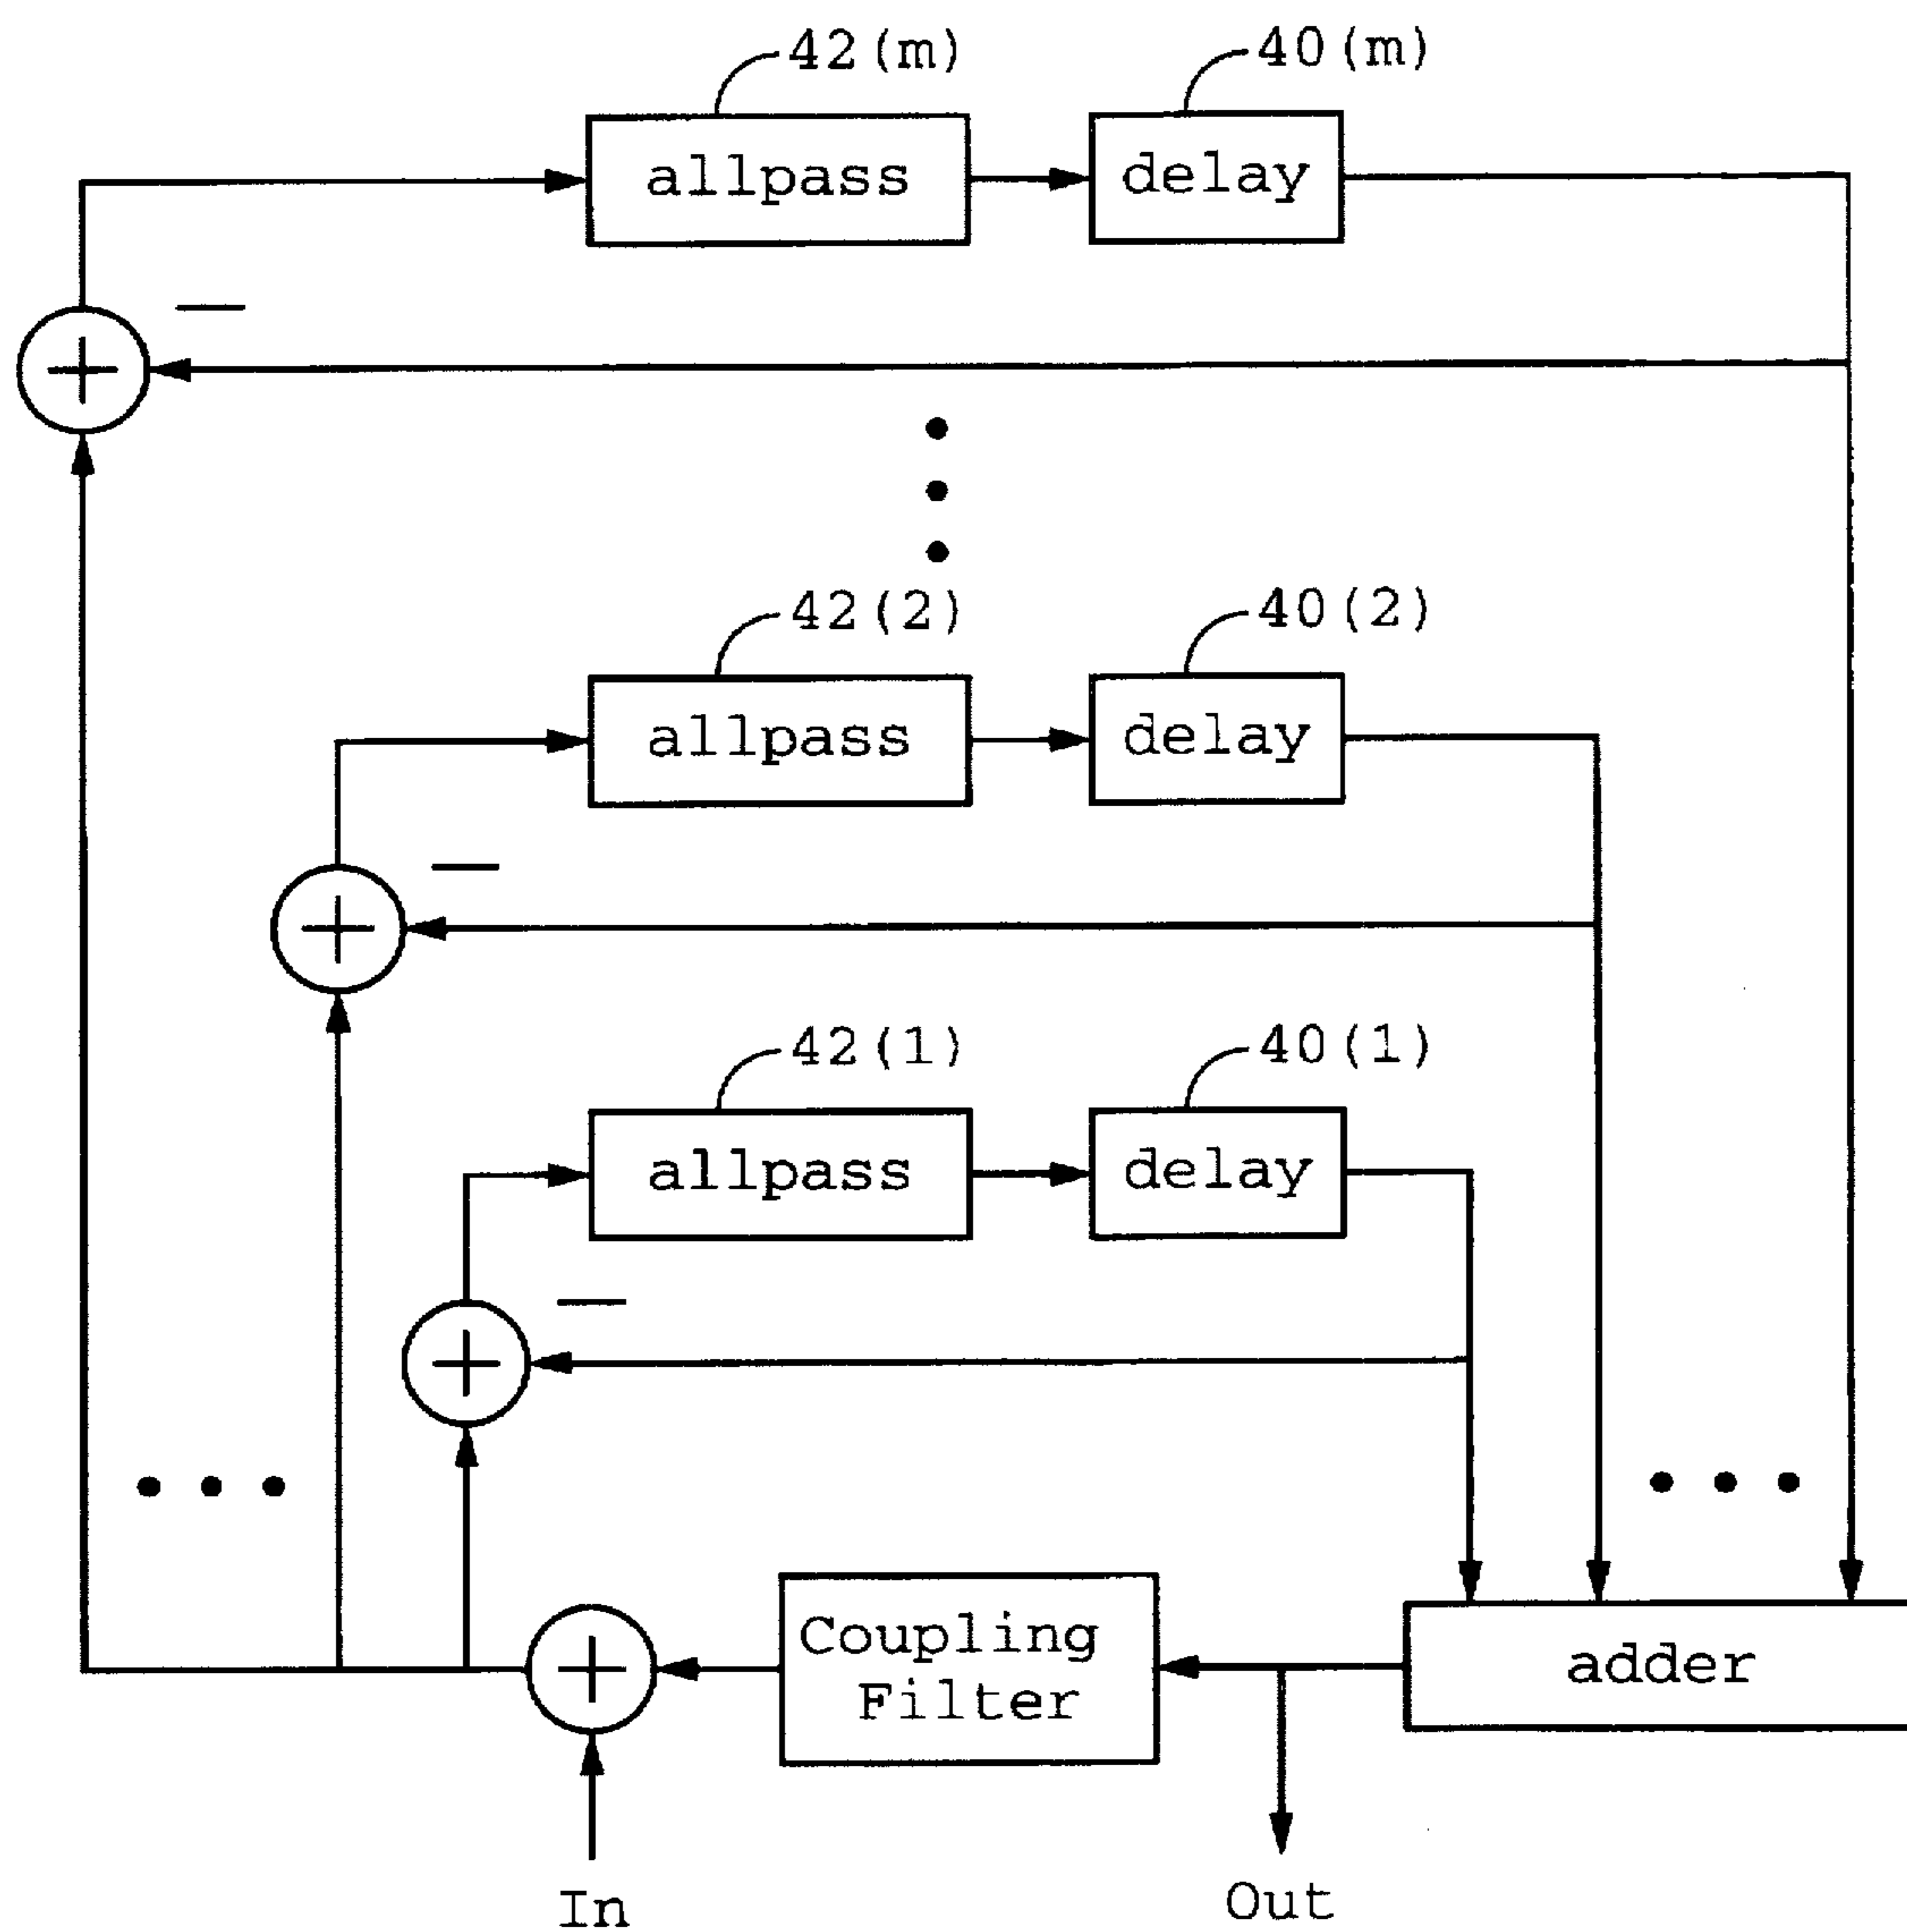 42(m) 40(m)
allpass delay
42(2) 40(2)
allpass delay
42(1) 40(1)
allpass delay
Coupling
Filter
adder
In
Out